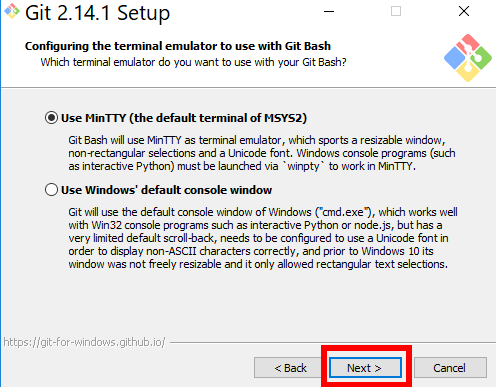 Git 2.14.1 Setup
Configuring the terminal emulator to use with Git Bash
Which terminal emulator do you want to use with your Git Bash?
Use MinTTY (the default terminal of MSYS2)
Git Bash will use MinTTY as terminal emulator, which sports a resizable window,
non-rectangular selections and a Unicode font. Windows console programs (such
as interactive Python) must be launched via `winpty` to work in MinTTY.
Use Windows' default console window
Git will use the default console window of Windows ("cmd.exe"), which works well
with Win32 console programs such as interactive Python or node.js, but has a
very limited default scroll-back, needs to be configured to use a Unicode font in
order to display non-ASCII characters correctly, and prior to Windows 10 its
window was not freely resizable and it only allowed rectangular text selections.
https://git-for-windows.github.io/
< Back
Next >
Cancel